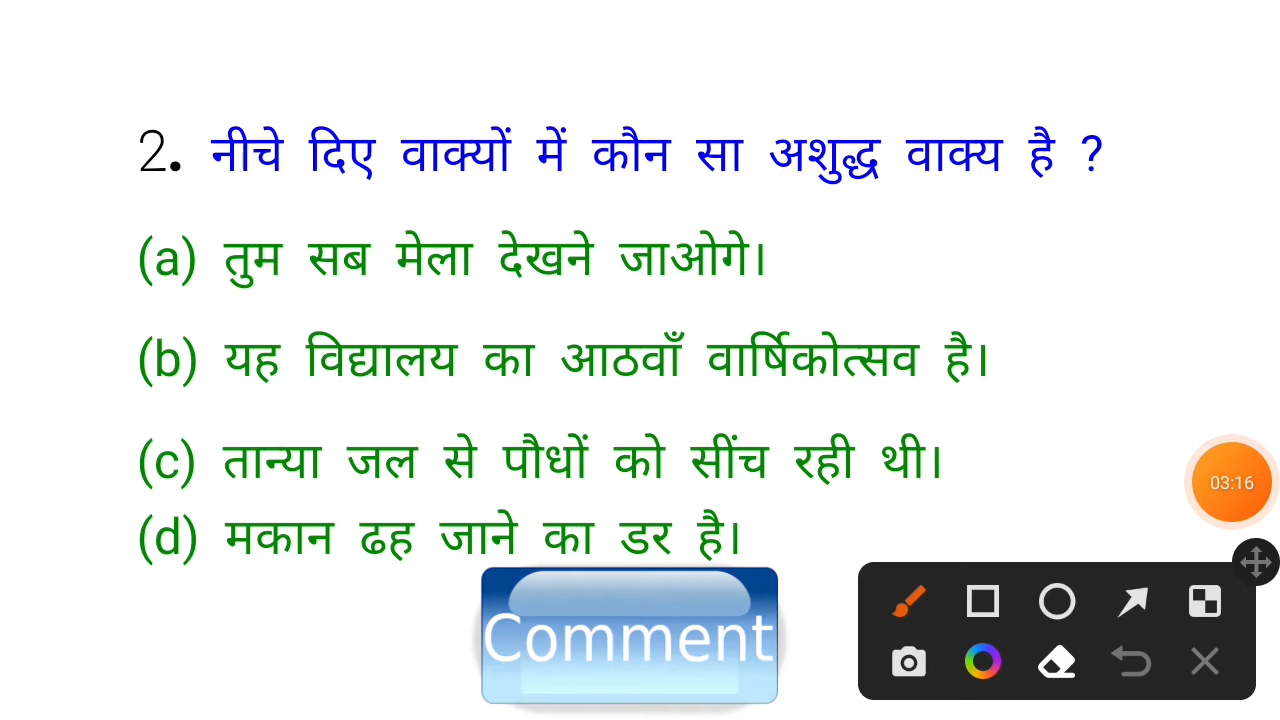 2. नीचे दिए वाक्यों में कौन सा अशुद्ध वाक्य है ?
(a) तुम सब मेला देखने जाओगे।
(b) यह विद्यालय का आठवाँ वार्षिकोत्सव है।
(c) तान्या जल से पौधों को सींच रही थी।
(d) मकान ढह जाने का डर है।
03:16
Comment